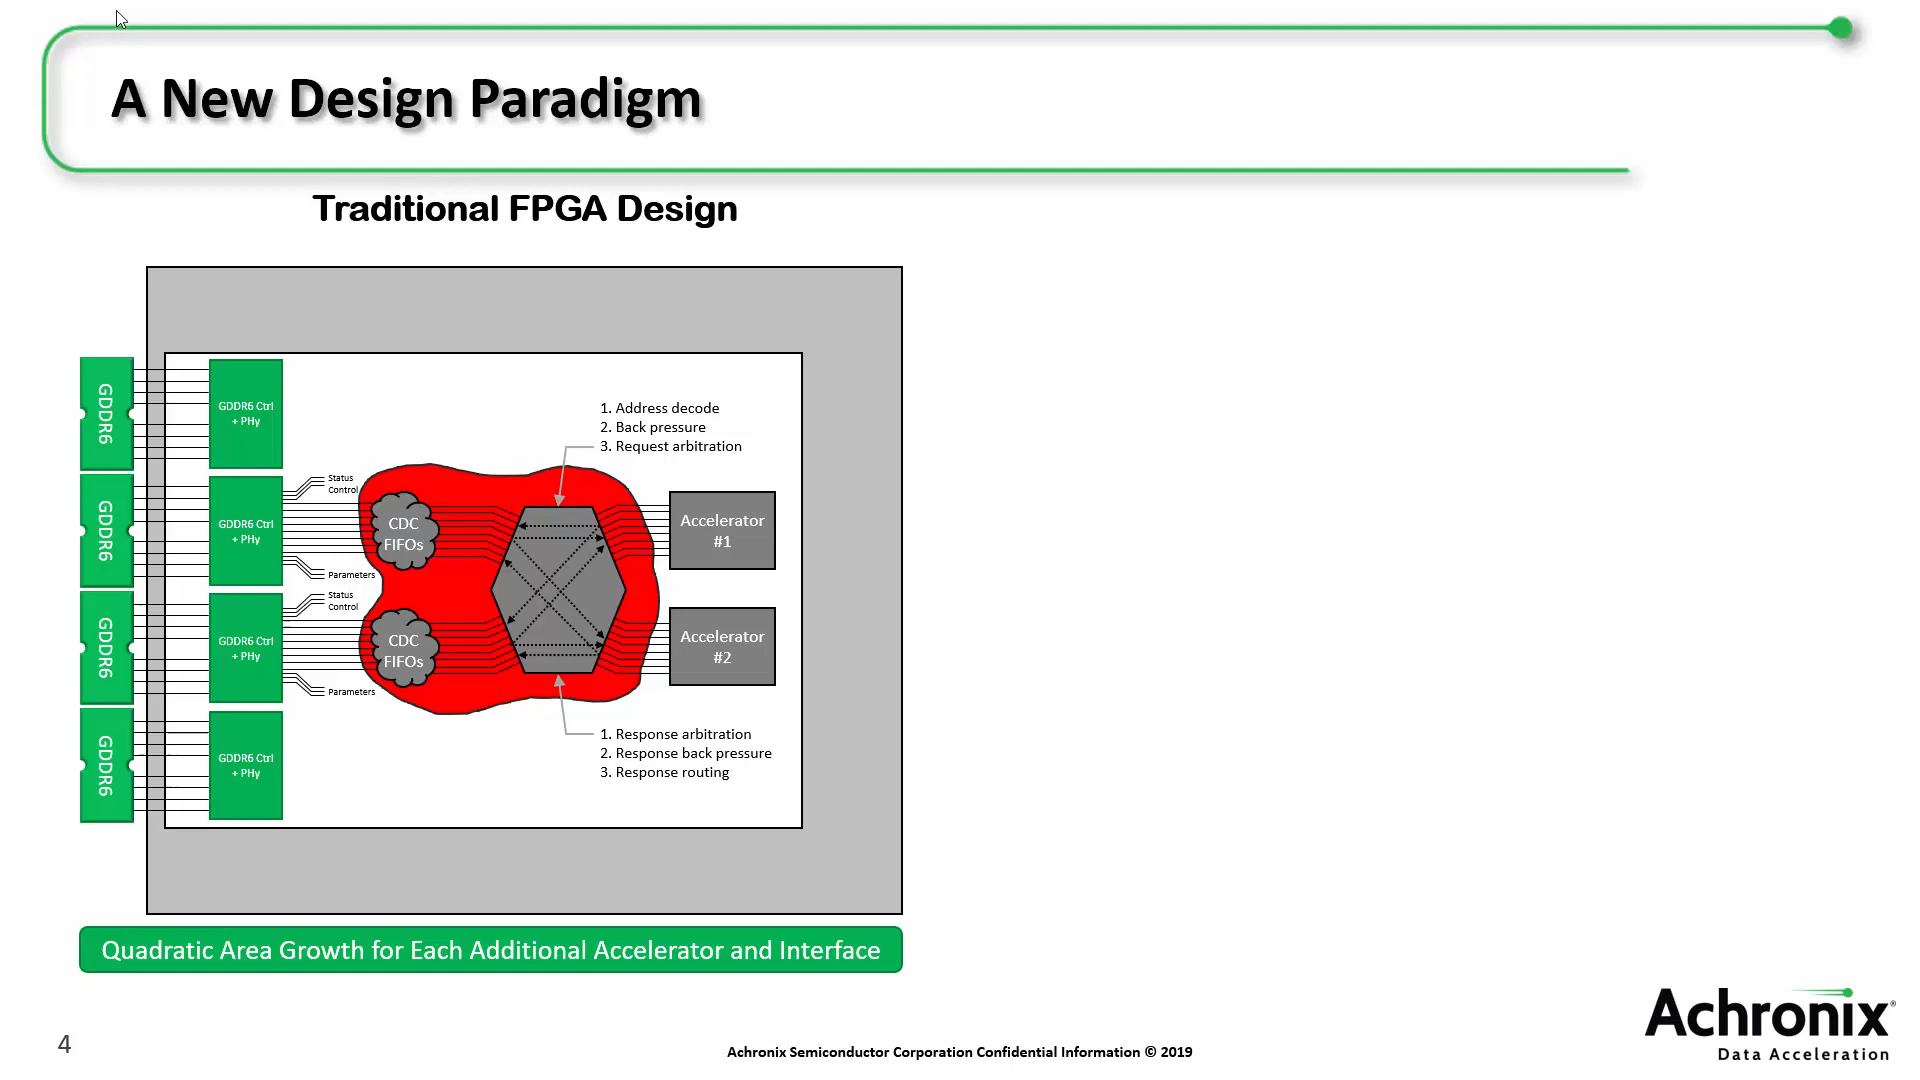 A New Design Paradigm
Traditional FPGA Design
GDDR6
GDDR6
GDDR6
GDDR6
GDDR6 Ctrl
+ PHy
GDDR6 Ctrl
+ PHy
GDDR6 Ctrl
+ PHy
GDDR6 Ctrl
+ PHy
Status
Control
Parameters
Status
Control
Parameters
CDC
FIFOs
CDC
FIFOs
1. Address decode
2. Back pressure
3. Request arbitration
Accelerator
#1
Accelerator
#2
1. Response arbitration
2. Response back pressure
3. Response routing
Quadratic Area Growth for Each Additional Accelerator and Interface
4
Achronix Semiconductor Corporation Confidential Information © 2019
Achronix®
Data Acceleration